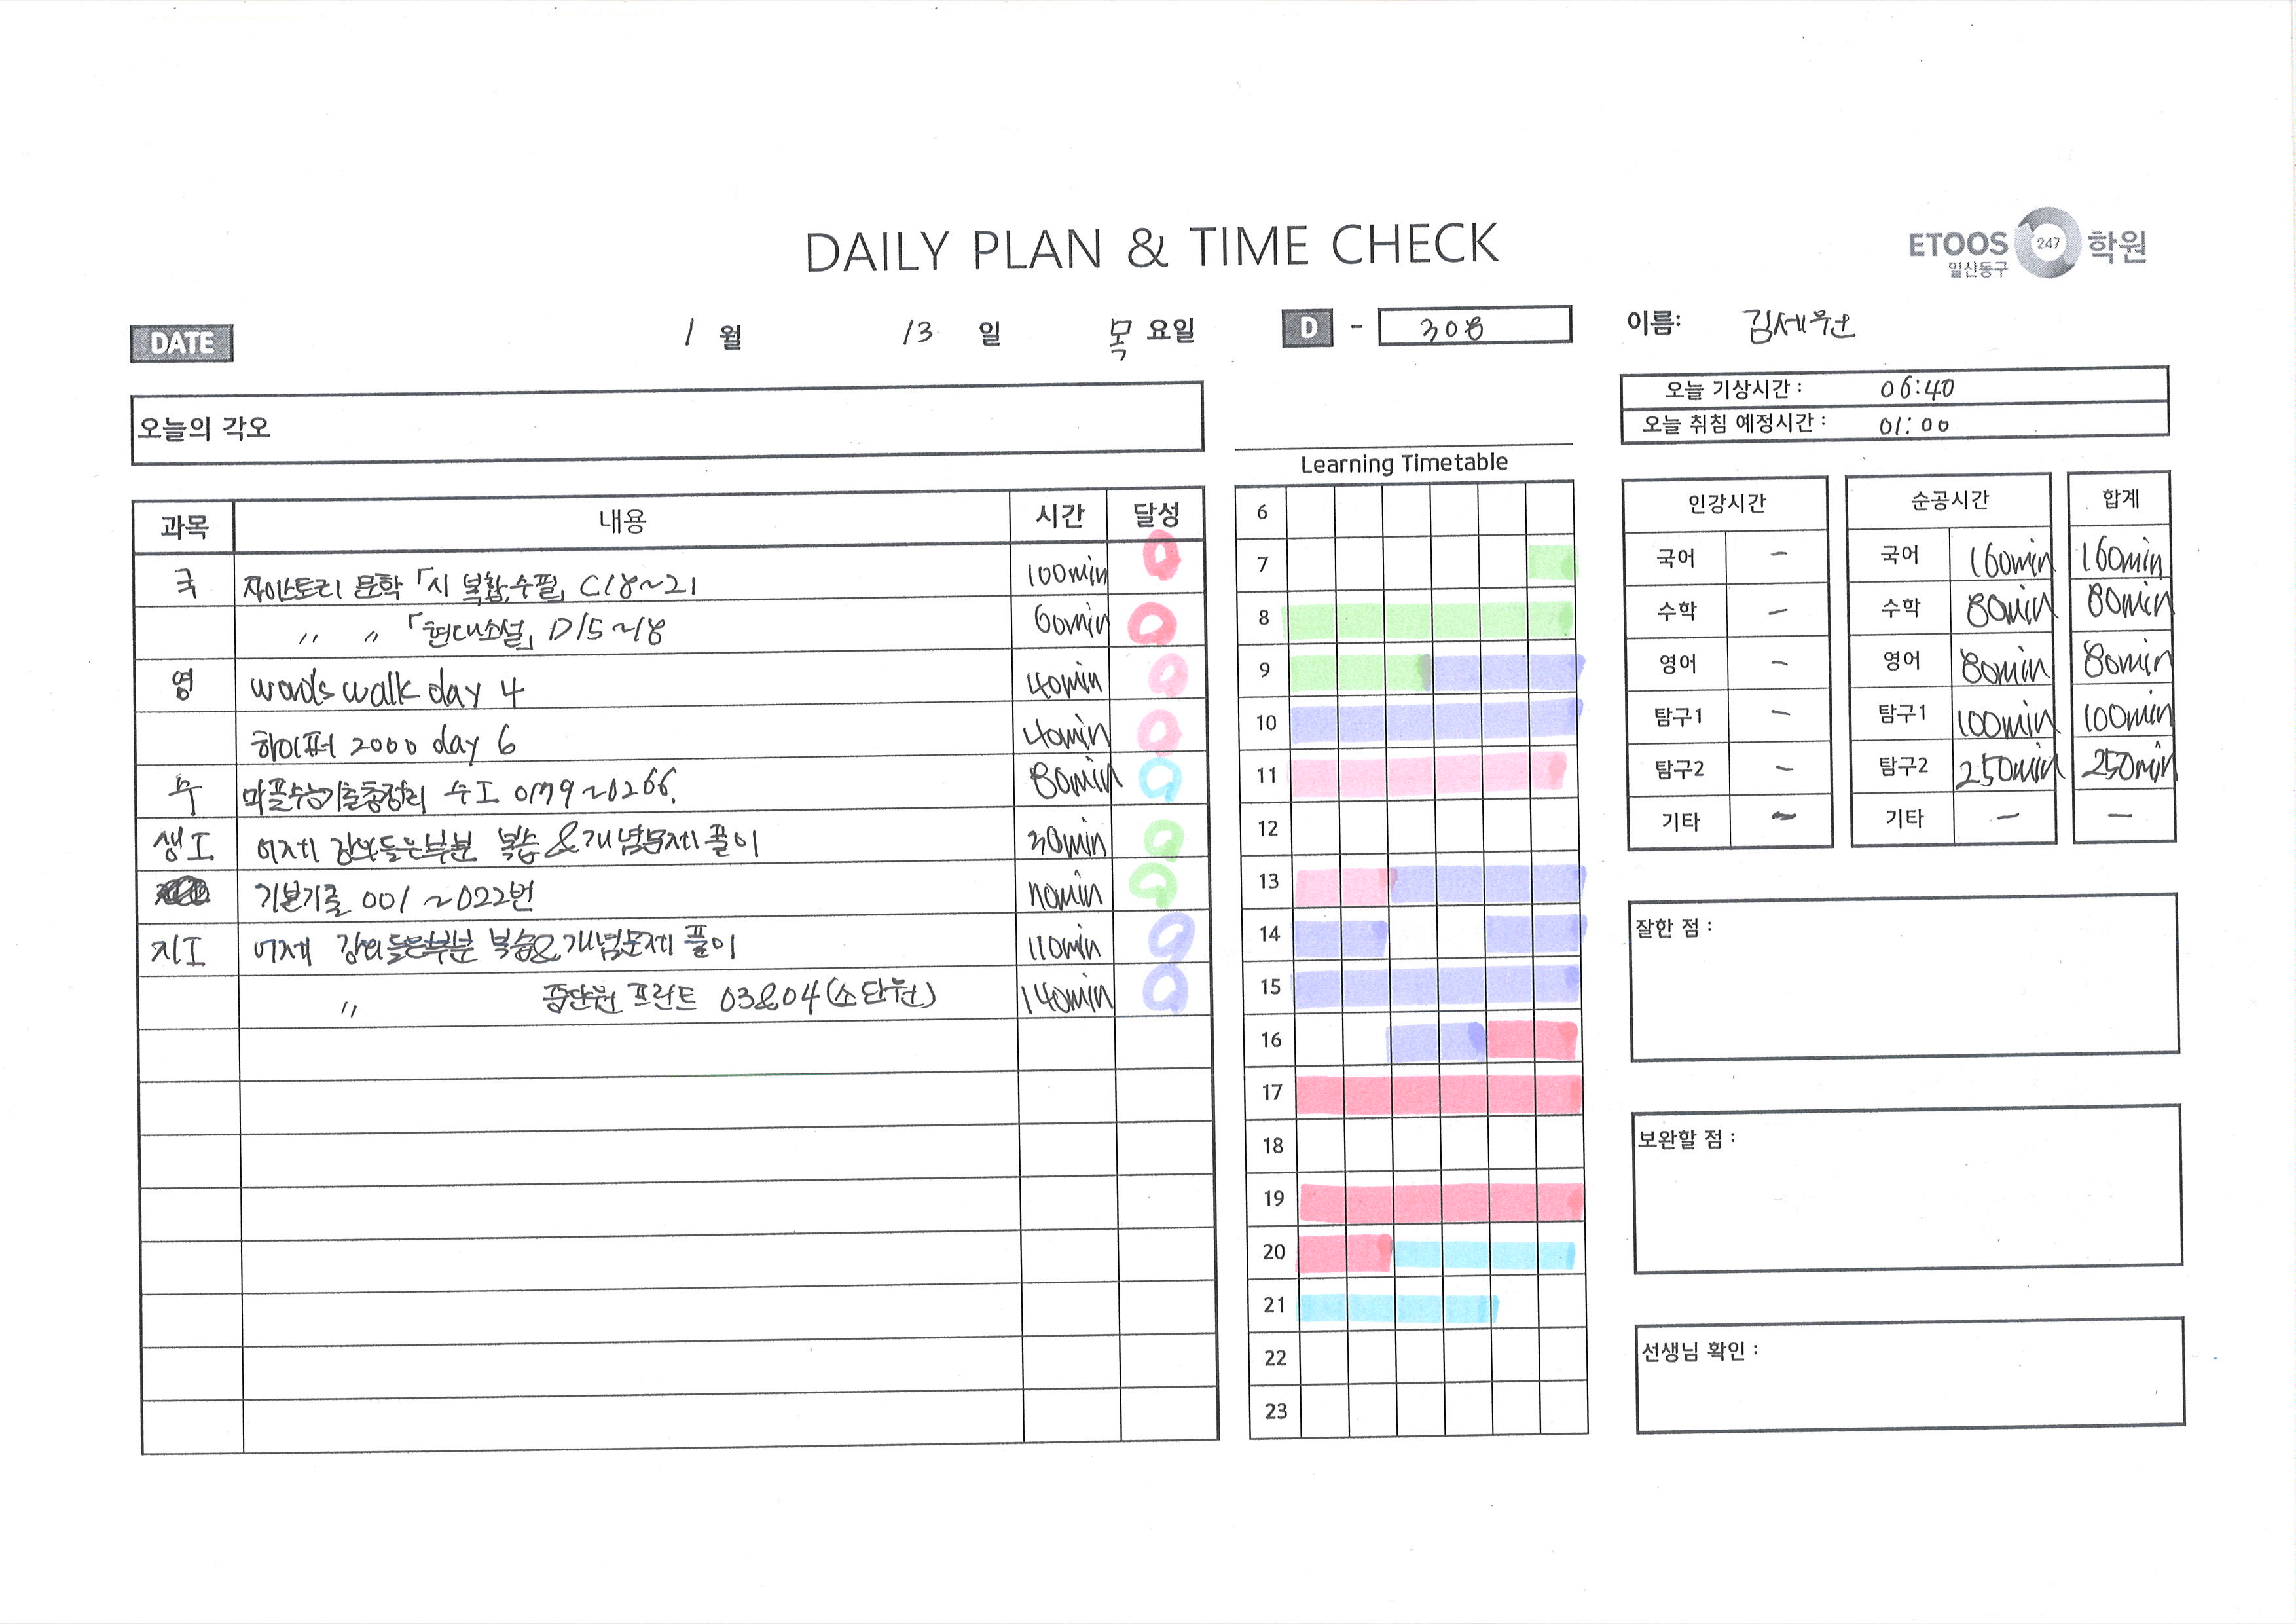 DAILY PLAN & TIME CHECK
ETOOS 247 학원
일산동구
DATE 1 월 13 일 목 요일 D - 308 이름:
오늘의 각오
오늘 기상시간 : 06:40
오늘 취침 예정시간 : 01:00
과목 내용 시간 달성
국 자이스토리 문학 「시 복합, 수필」 C18~21 100min
〃 〃 「현대소설」 D15~18 60min
영 words walk day 4 40min
하이퍼 2000 day 6 40min
수 마플수능기출총정리 수I 0179~0266. 80min
생I 어제 강의들은부분 복습 & 개념문제풀이 30min
기본기출 001~022번
지I 어제 강의들은부분 복습&개념문제 풀이 110min
〃 중단원 프린트 03&04(소단원) 140min
Learning Timetable
6
7
8
9
10
11
12
13
14
15
16
17
18
19
20
21
22
23
인강시간 순공시간 합계
국어 - 국어 160min 160min
수학 - 수학 80min 80min
영어 - 영어 80min 80min
탐구1 - 탐구1 100min 100min
탐구2 - 탐구2 250min 250min
기타 - 기타 - -
잘한 점 :
보완할 점 :
선생님 확인 :